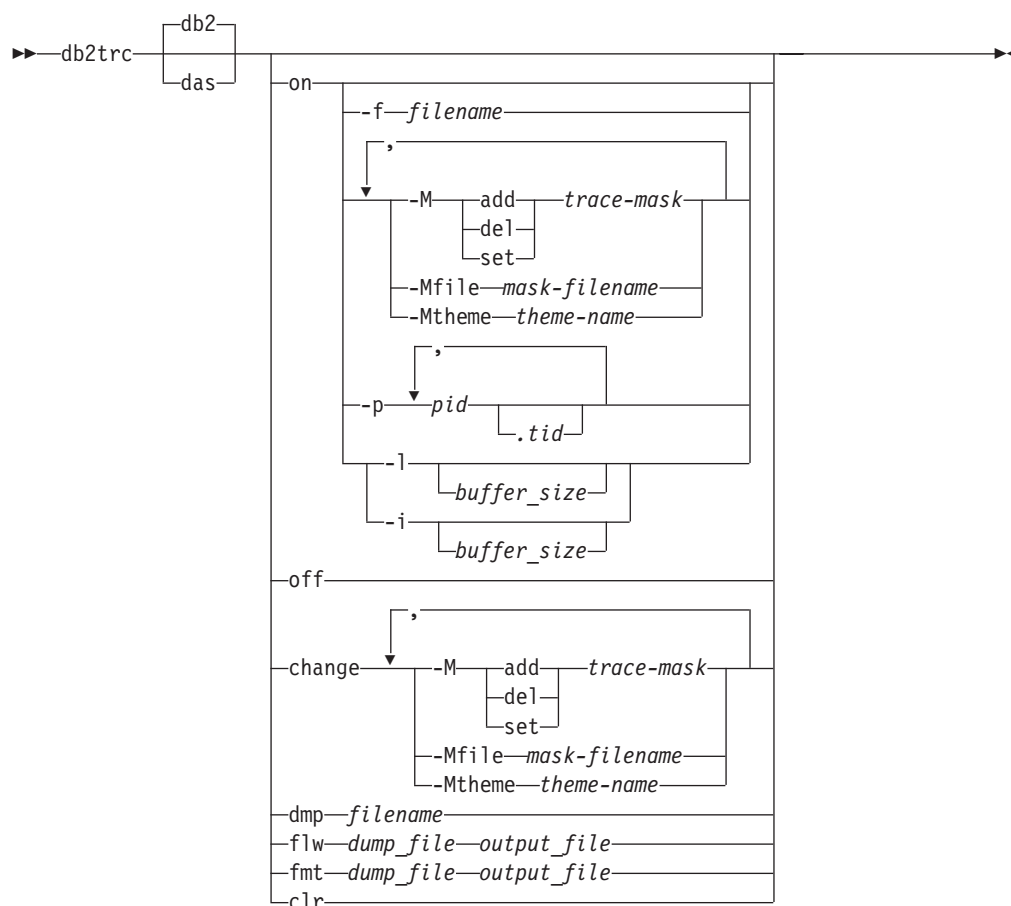 db2
db2trc
das
on
-f filename
,
-M add trace-mask
del
set
-Mfile mask-filename
-Mtheme theme-name
,
-p pid
.tid
-l
buffer_size
-i
buffer_size
off
,
change -M add trace-mask
del
set
-Mfile mask-filename
-Mtheme theme-name
dmp filename
flw dump_file output_file
fmt dump_file output_file
clr